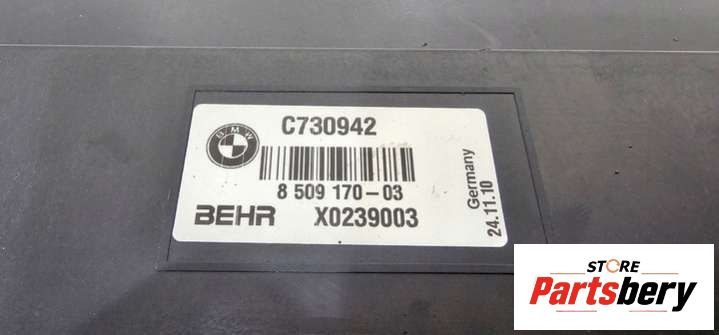 BMW
C730942
8 509 170-03
BEHR X0239003
Germany
24.11.10
STORE
Partsbery